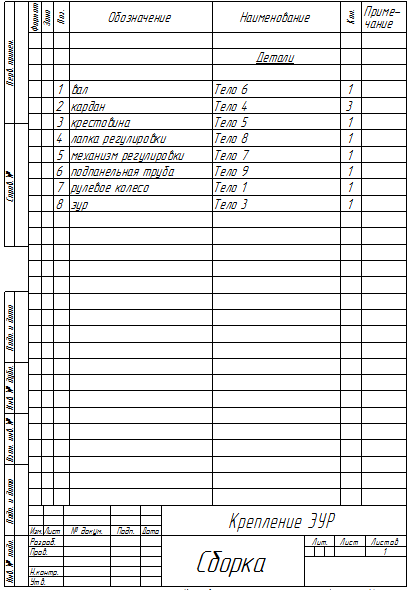 Перв. примен.
Справ. №
Подп. и дата
Инв. № дубл.
Взам. инв. №
Подп. и дата
Инв. № подл.
Формат Зона Поз. Обозначение Наименование Кол. Приме-
чание
Детали
1 вал Тело 6 1
2 кардан Тело 4 3
3 крестовина Тело 5 1
4 лапка регулировки Тело 8 1
5 механизм регулировки Тело 7 1
6 подпанельная труба Тело 9 1
7 рулевое колесо Тело 1 1
8 эур Тело 3 1
Крепление ЭУР
Изм. Лист № докум. Подп. Дата
Разраб.
Пров.
Н.контр.
Утв.
Сборка
Лит. Лист Листов
1